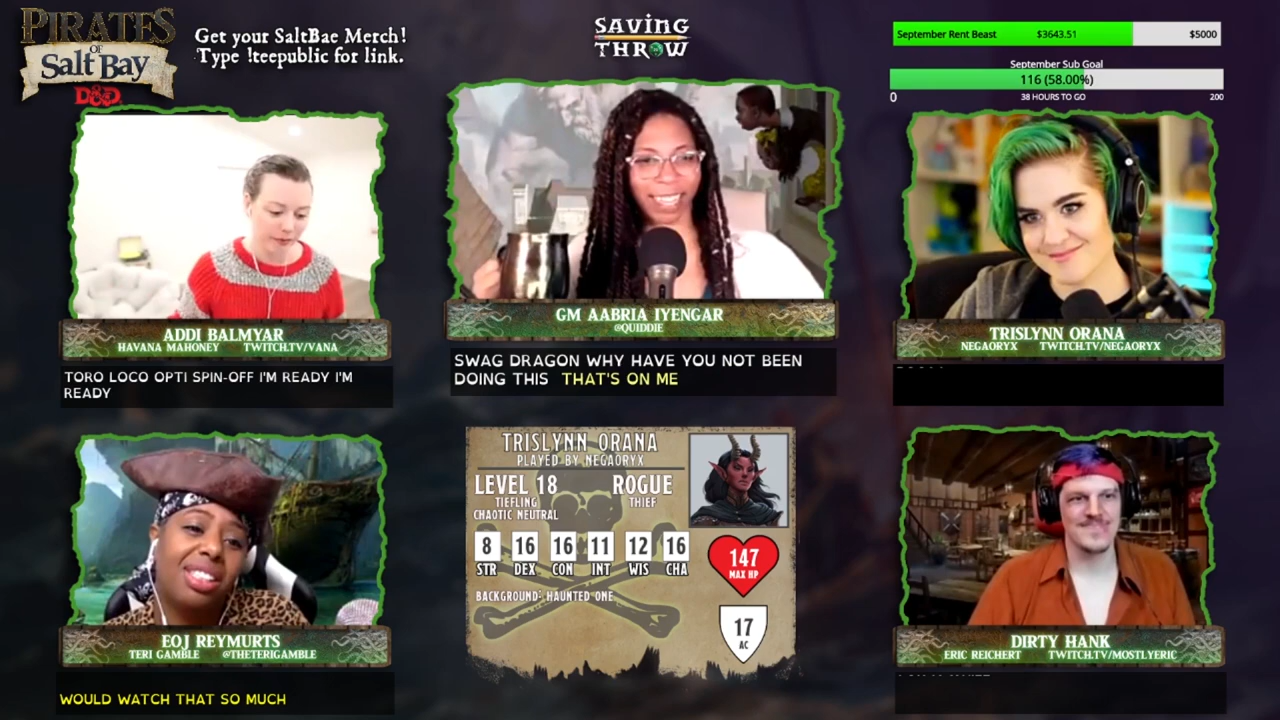 PIRATES
OF
Salt Bay
D&D
Get your SaltBae Merch!
Type !teepublic for link.
SAVING
THROW
September Rent Beast $3643.51 $5000
September Sub Goal
116 (58.00%)
0 38 HOURS TO GO 200
ADDI BALMYAR
HAVANA MAHONEY TWITCH.TV/VANA
TORO LOCO OPTI SPIN-OFF I'M READY I'M
READY
GM AABRIA IYENGAR
@QUIDDIE
SWAG DRAGON WHY HAVE YOU NOT BEEN
DOING THIS THAT'S ON ME
TRISLYNN ORANA
NEGAORYX TWITCH.TV/NEGAORYX
EOJ REYMURTS
TERI GAMBLE @THETERIGAMBLE
WOULD WATCH THAT SO MUCH
TRISLYNN ORANA
PLAYED BY NEGAORYX
LEVEL 18 ROGUE
TIEFLING THIEF
CHAOTIC NEUTRAL
8 16 16 11 12 16
STR DEX CON INT WIS CHA
BACKGROUND: HAUNTED ONE
147
MAX HP
17
AC
DIRTY HANK
ERIC REICHERT TWITCH.TV/MOSTLYERIC